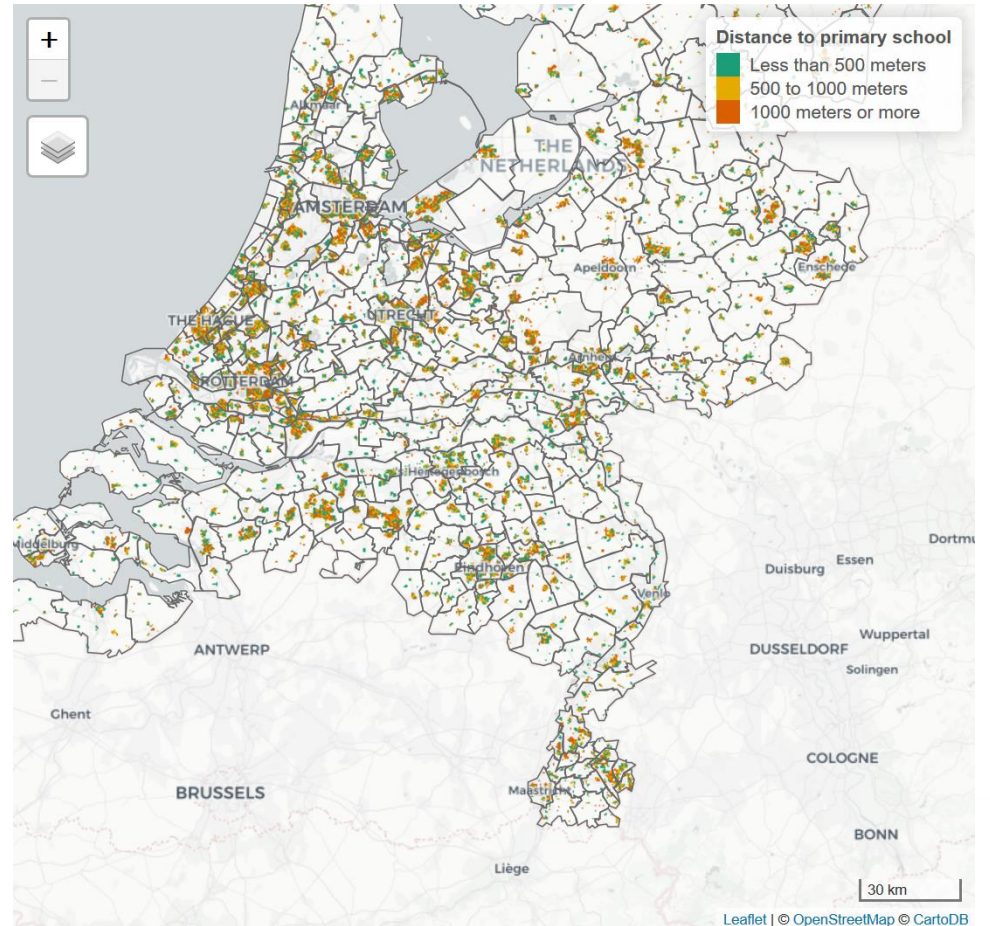 +
−
Distance to primary school
Less than 500 meters
500 to 1000 meters
1000 meters or more
Alkmaar
THE
NETHERLANDS
AMSTERDAM
Apeldoorn
Enschede
THE HAGUE
UTRECHT
Arnhem
ROTTERDAM
's-Hertogenbosch
Middelburg
Eindhoven
Dortmu
Essen
Duisburg
Venlo
Wuppertal
ANTWERP
DUSSELDORF
Solingen
Ghent
COLOGNE
Maastricht
BRUSSELS
BONN
Liège
30 km
Leaflet | © OpenStreetMap © CartoDB